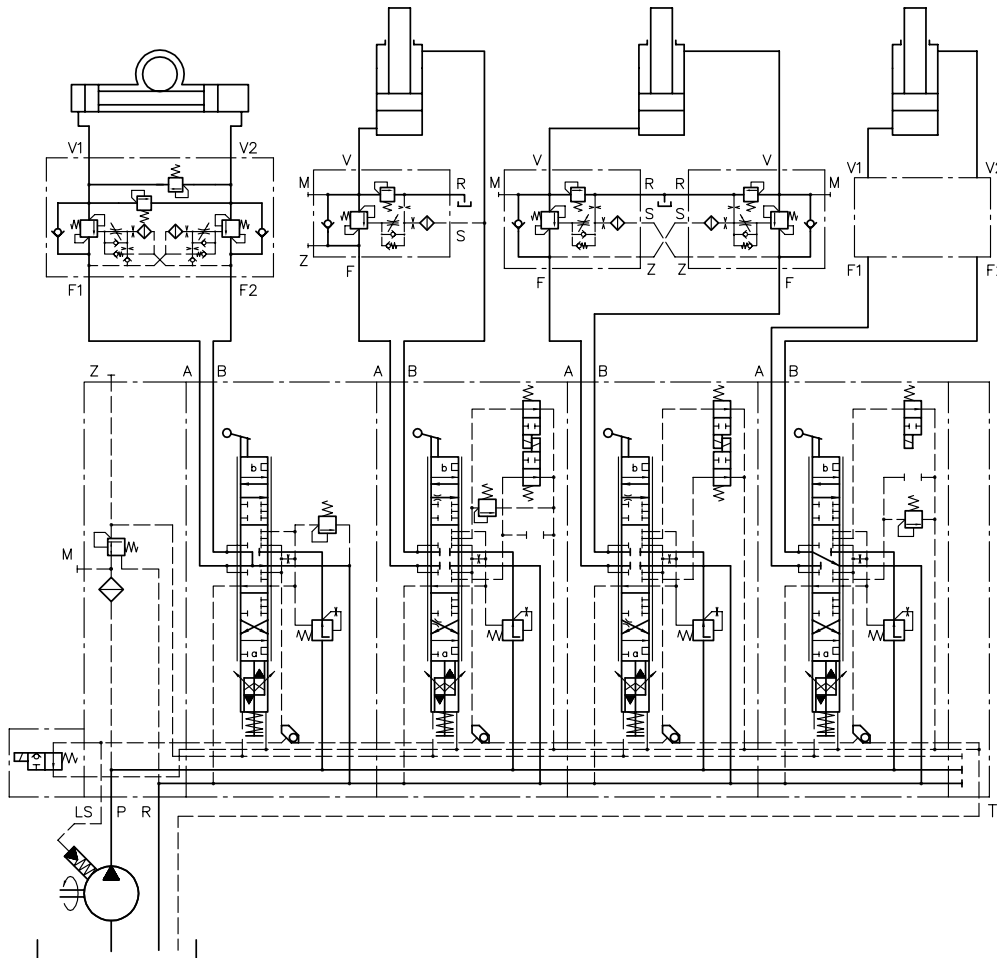 V1 V2 V V V V1 V2
M R M R R M
S S S
Z F Z Z
F F F1 F2
F1 F2
Z A B A B A B A B
b b b b
M
a a a a
LS P R T